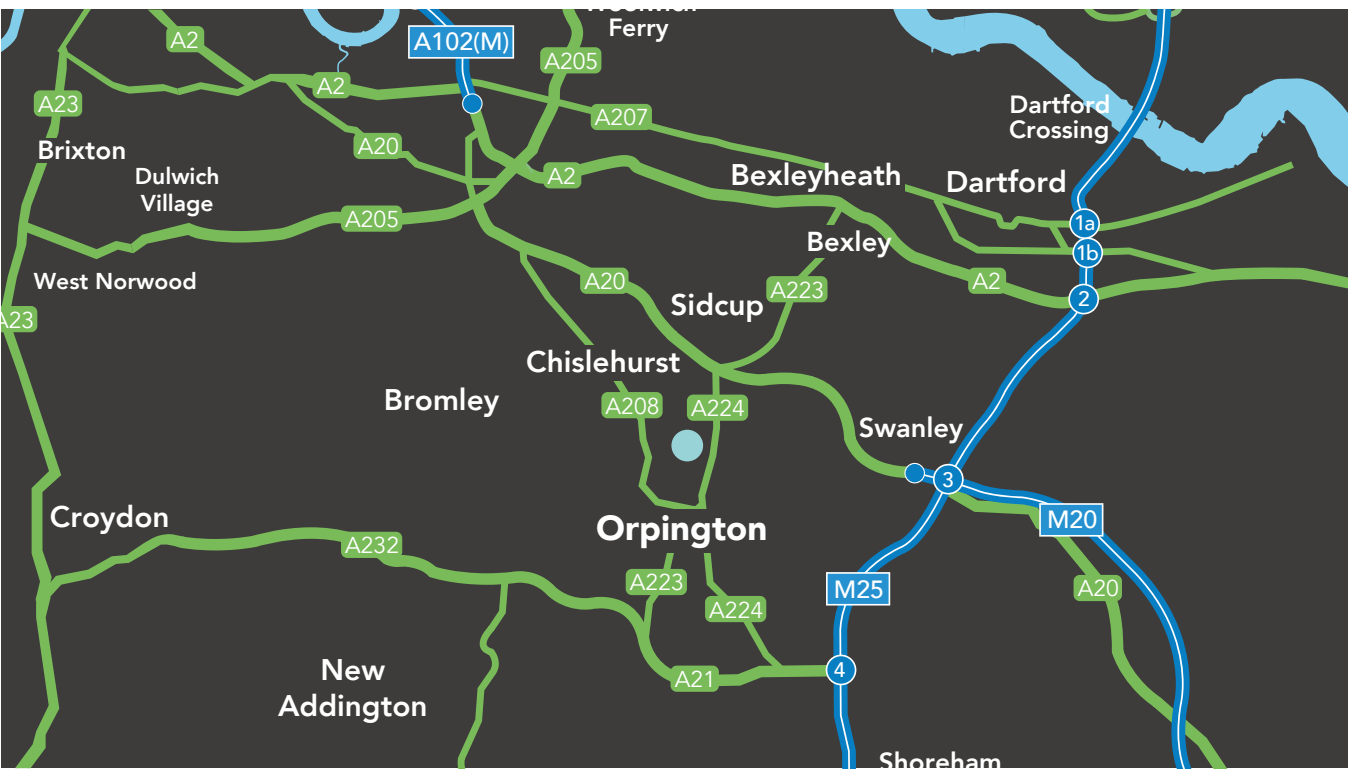 Woolwich
Ferry
A2
A102(M)
A205
A2
A23
A207
Dartford
Crossing
Brixton
A20
Dulwich
Village
A2
Bexleyheath
Dartford
A205
1a
Bexley
1b
West Norwood
A20
A223
A2
2
Sidcup
A23
Chislehurst
Bromley
A208
A224
Swanley
3
Croydon
Orpington
M20
A232
A223
M25
A20
A224
New
Addington
A21
4
Shoreham